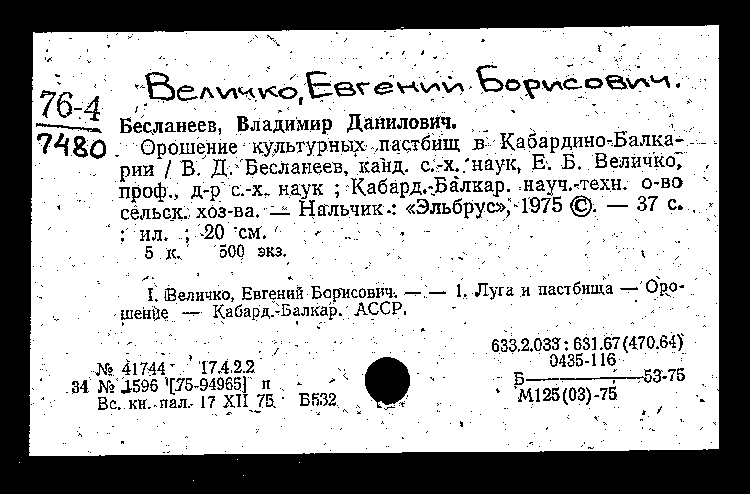 Величко, Евгений Борисович.
76-4
7480
Бесланеев, Владимир Данилович.
Орошение культурных пастбищ в Кабардино-Балка-
рии / В. Д. Бесланеев, канд. с.-х. наук, Е. Б. Величко,
проф., д-р с.-х. наук ; Кабард.-Балкар. науч.-техн. о-во
сельск. хоз-ва. — Нальчик : «Эльбрус», 1975 ©. — 37 с.
: ил. ; 20 см.
5 к. 500 экз.
I. Величко, Евгений Борисович. — — 1. Луга и пастбища — Оро-
шение — Кабард.-Балкар. АССР.
633.2.033 : 631.67 (470.64)
№ 41744 17.4.2.2 0435-116
34 № 1596 [75-94965] п Б — 53-75
Вс. кн. пал. 17 XII 75. Б532 М125(03)-75